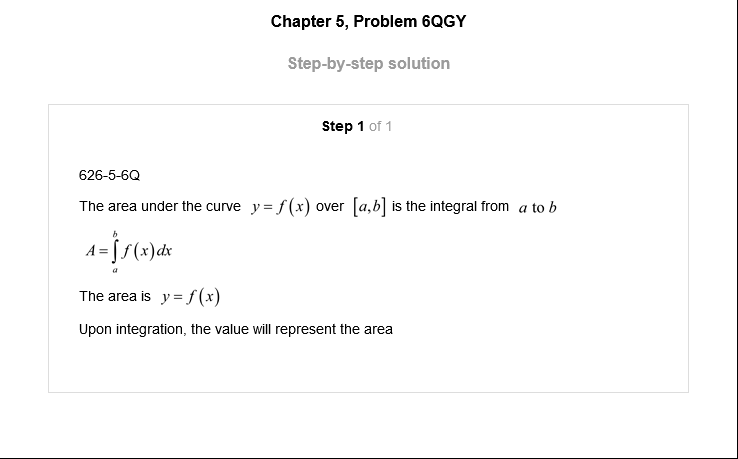 Chapter 5, Problem 6QGY
Step-by-step solution
Step 1 of 1
626-5-6Q
The area under the curve y = f(x) over [a,b] is the integral from a to b
A = ∫_a^b f(x)dx
The area is y = f(x)
Upon integration, the value will represent the area